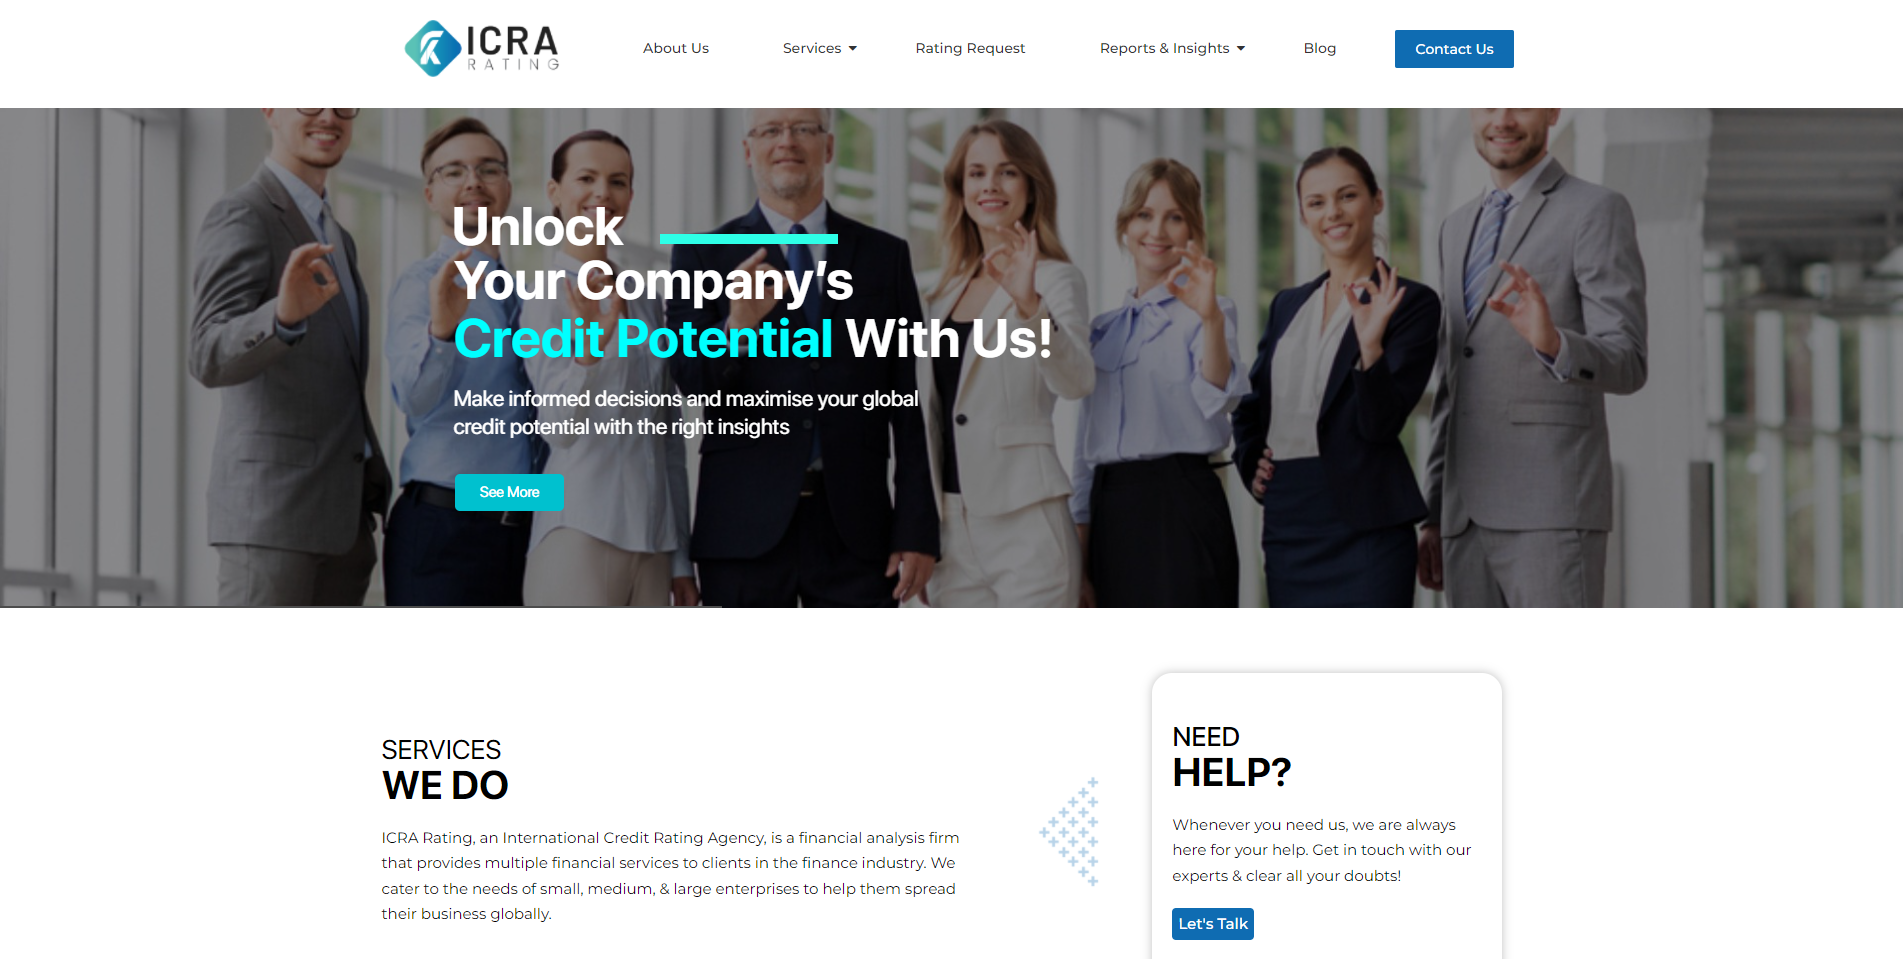 ICRA
RATING
About Us
Services
Rating Request
Reports & Insights
Blog
Contact Us
Unlock
Your Company's
Credit Potential With Us!
Make informed decisions and maximise your global
credit potential with the right insights
See More
SERVICES
WE DO
ICRA Rating, an International Credit Rating Agency, is a financial analysis firm
that provides multiple financial services to clients in the finance industry. We
cater to the needs of small, medium, & large enterprises to help them spread
their business globally.
NEED
HELP?
Whenever you need us, we are always
here for your help. Get in touch with our
experts & clear all your doubts!
Let's Talk